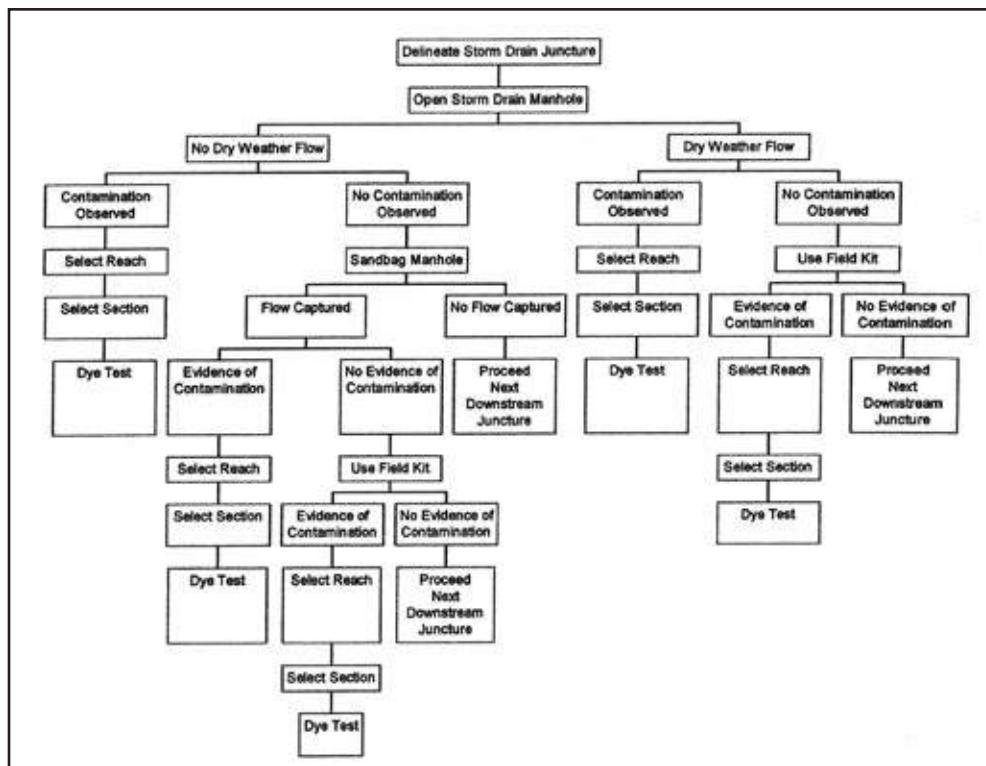 Delineate Storm Drain Juncture
Open Storm Drain Manhole
No Dry Weather Flow
Dry Weather Flow
Contamination
Observed
No Contamination
Observed
Contamination
Observed
No Contamination
Observed
Select Reach
Sandbag Manhole
Select Reach
Use Field Kit
Select Section
Flow Captured
No Flow Captured
Select Section
Evidence of
Contamination
No Evidence of
Contamination
Dye Test
Evidence of
Contamination
No Evidence of
Contamination
Proceed
Next
Downstream
Juncture
Dye Test
Select Reach
Proceed
Next
Downstream
Juncture
Select Reach
Use Field Kit
Select Section
Select Section
Evidence of
Contamination
No Evidence of
Contamination
Dye Test
Dye Test
Select Reach
Proceed
Next
Downstream
Juncture
Select Section
Dye Test